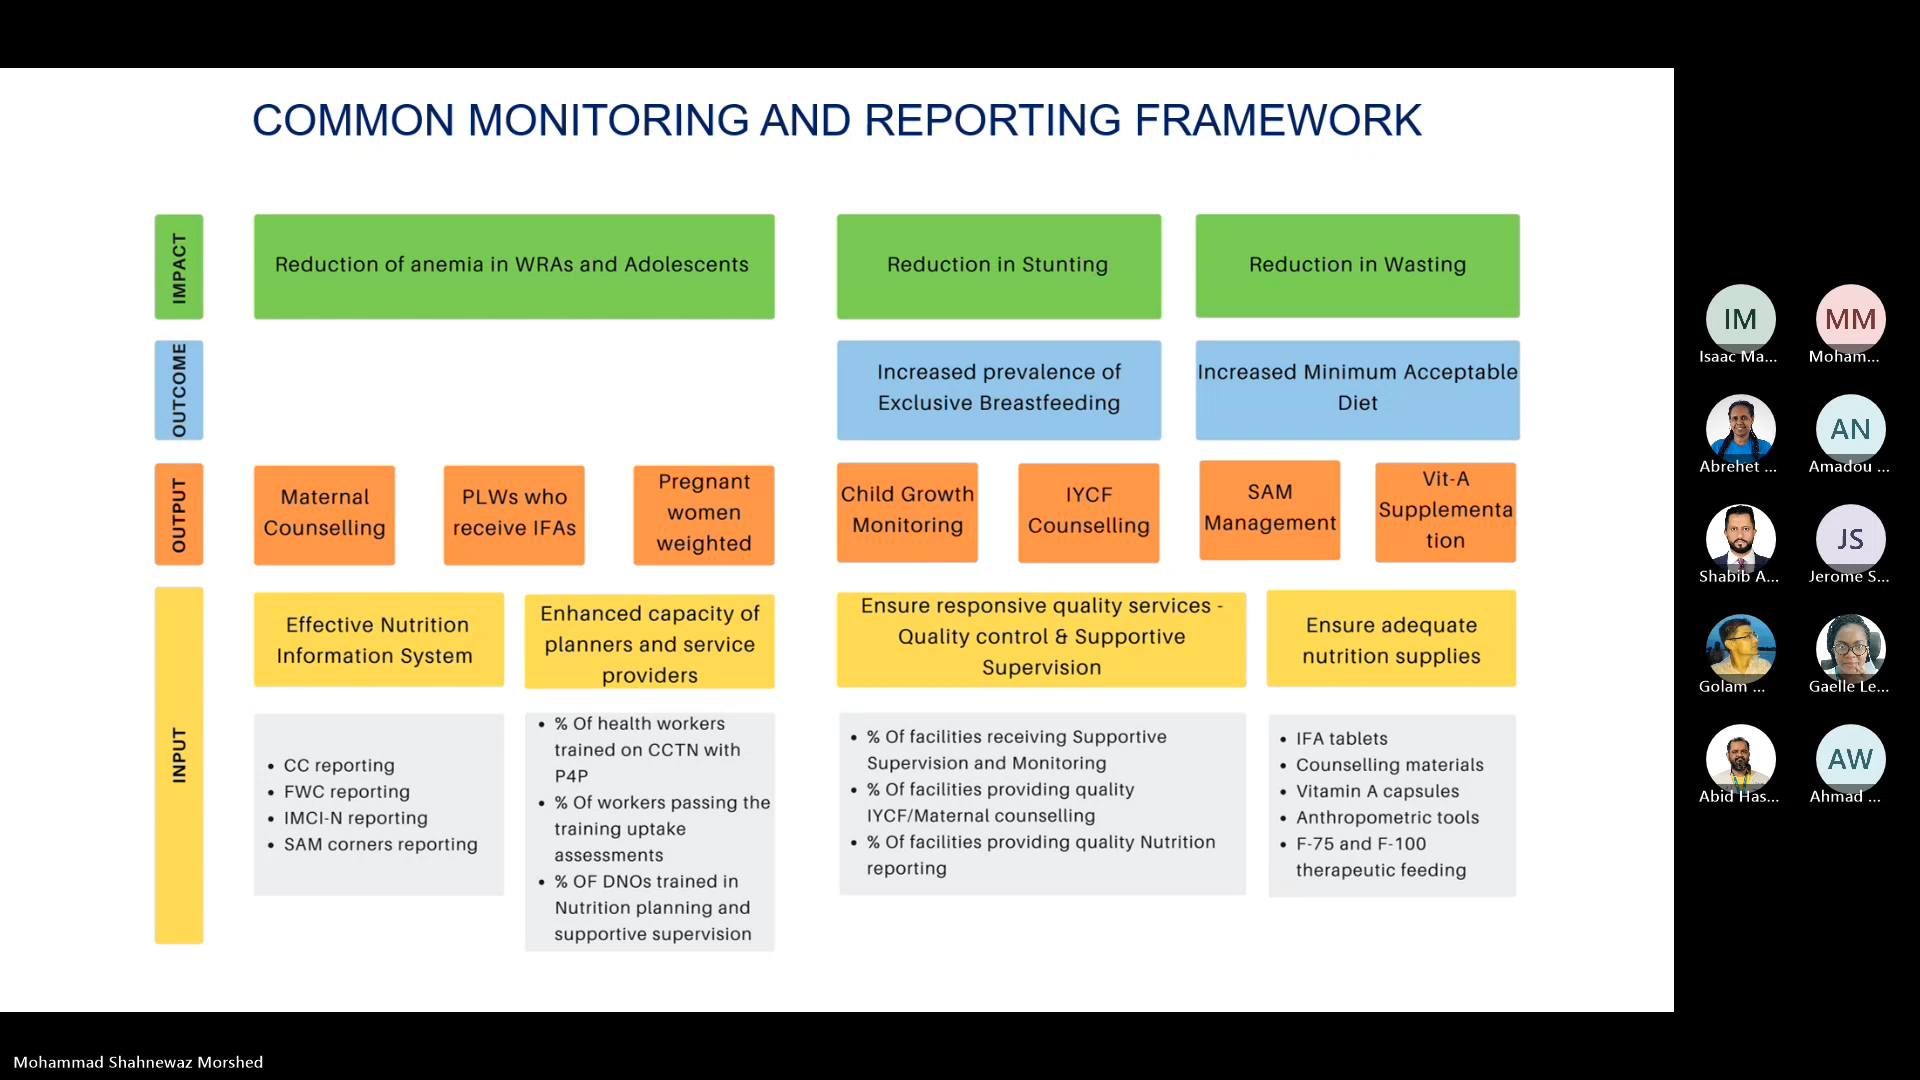 COMMON MONITORING AND REPORTING FRAMEWORK
IMPACT
Reduction of anemia in WRAs and Adolescents
Reduction in Stunting
Reduction in Wasting
OUTCOME
Increased prevalence of
Exclusive Breastfeeding
Increased Minimum Acceptable
Diet
OUTPUT
Maternal
Counselling
PLWs who
receive IFAs
Pregnant
women
weighted
Child Growth
Monitoring
IYCF
Counselling
SAM
Management
Vit-A
Supplementa
tion
INPUT
Effective Nutrition
Information System
Enhanced capacity of
planners and service
providers
Ensure responsive quality services -
Quality control & Supportive
Supervision
Ensure adequate
nutrition supplies
• CC reporting
• FWC reporting
• IMCI-N reporting
• SAM corners reporting
• % Of health workers
trained on CCTN with
P4P
• % Of workers passing the
training uptake
assessments
• % OF DNOs trained in
Nutrition planning and
supportive supervision
• % Of facilities receiving Supportive
Supervision and Monitoring
• % Of facilities providing quality
IYCF/Maternal counselling
• % Of facilities providing quality Nutrition
reporting
• IFA tablets
• Counselling materials
• Vitamin A capsules
• Anthropometric tools
• F-75 and F-100
therapeutic feeding
IM
Isaac Ma...
MM
Moham...
Abrehet ...
AN
Amadou ...
Shabib A...
JS
Jerome S...
Golam ...
Gaelle Le...
Abid Has...
AW
Ahmad ...
Mohammad Shahnewaz Morshed